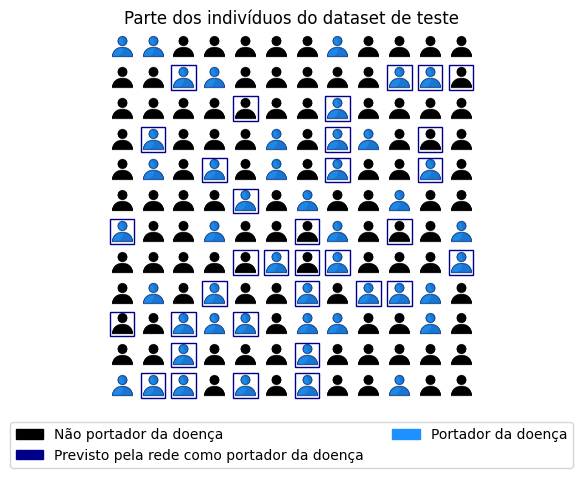 Parte dos indivíduos do dataset de teste
Não portador da doença
Portador da doença
Previsto pela rede como portador da doença